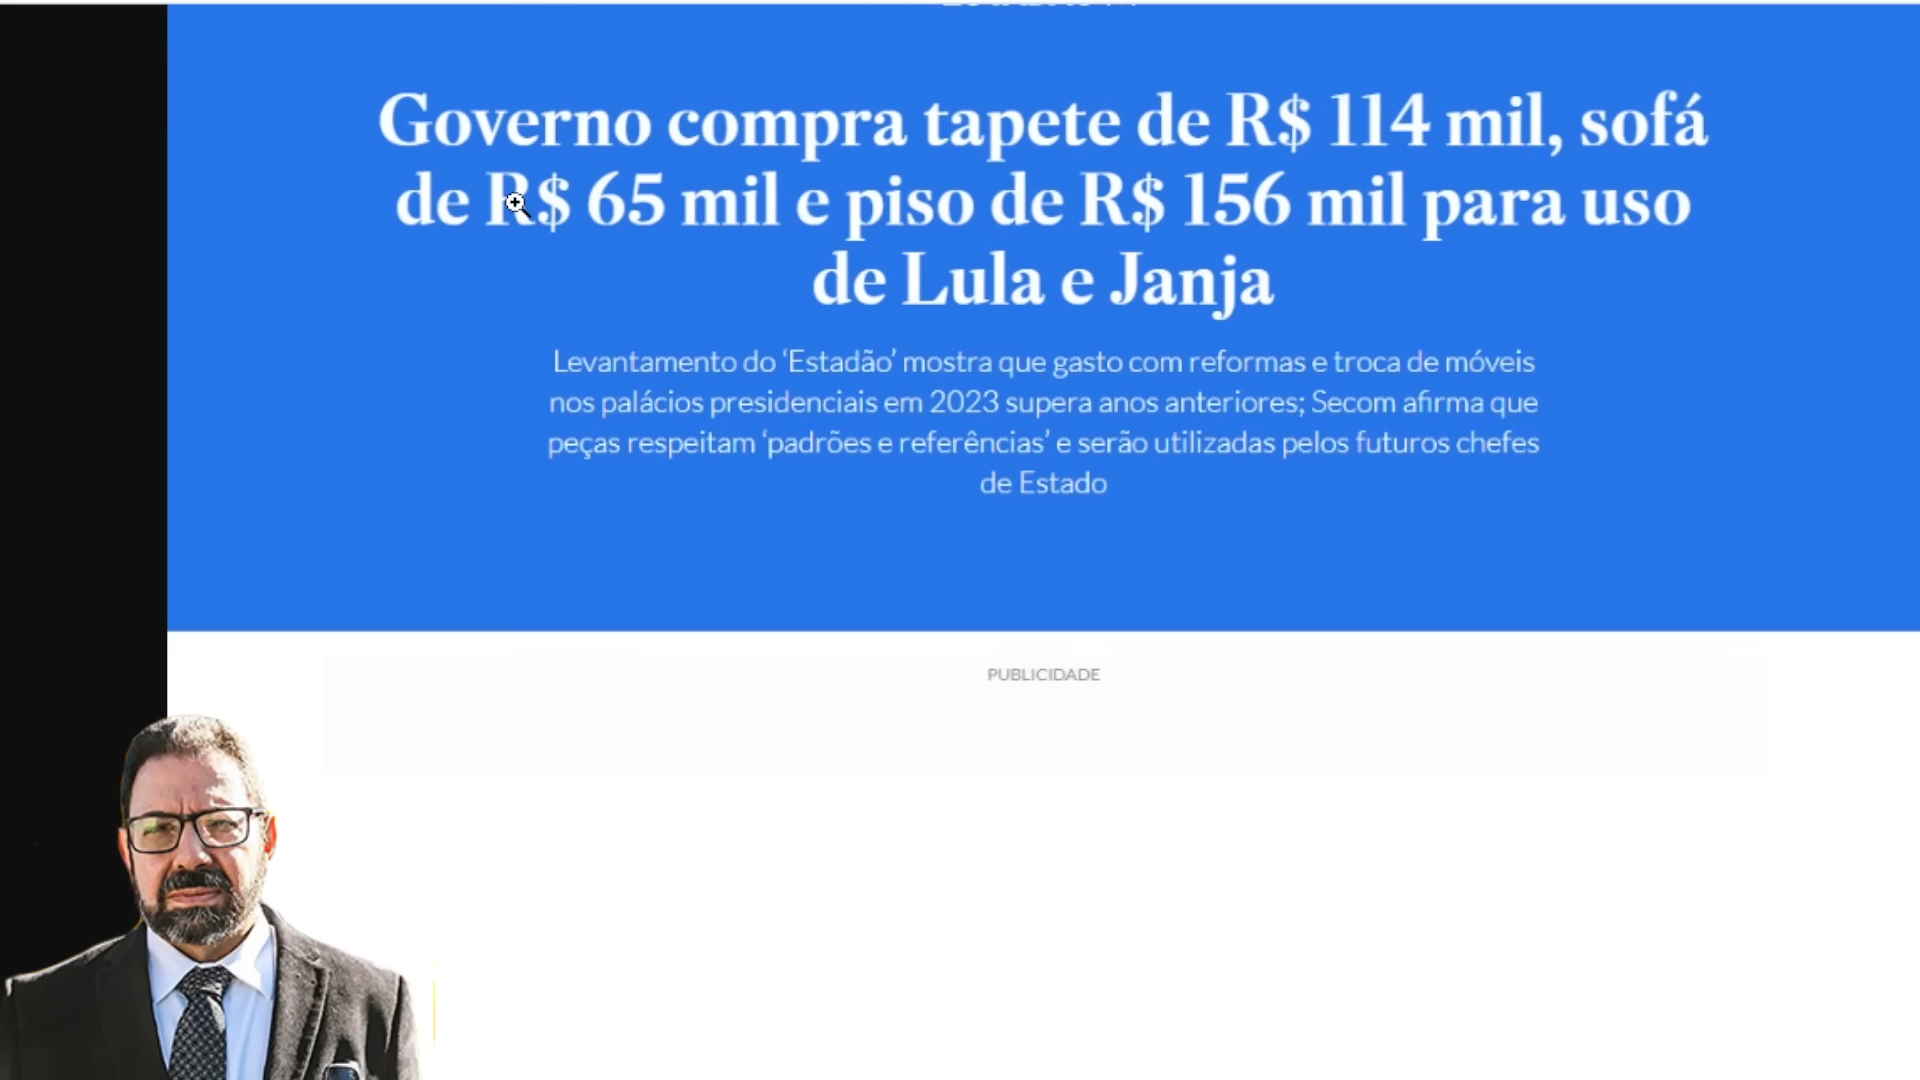 Governo compra tapete de R$ 114 mil, sofá
de R$ 65 mil e piso de R$ 156 mil para uso
de Lula e Janja
Levantamento do ‘Estadão’ mostra que gasto com reformas e troca de móveis
nos palácios presidenciais em 2023 supera anos anteriores; Secom afirma que
peças respeitam ‘padrões e referências’ e serão utilizadas pelos futuros chefes
de Estado
PUBLICIDADE